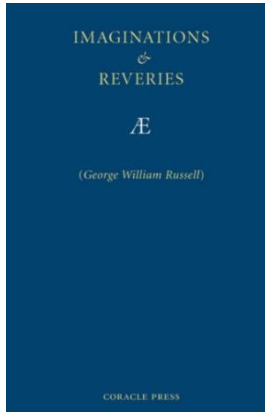 IMAGINATIONS
&
REVERIES
Æ
(George William Russell)
CORACLE PRESS